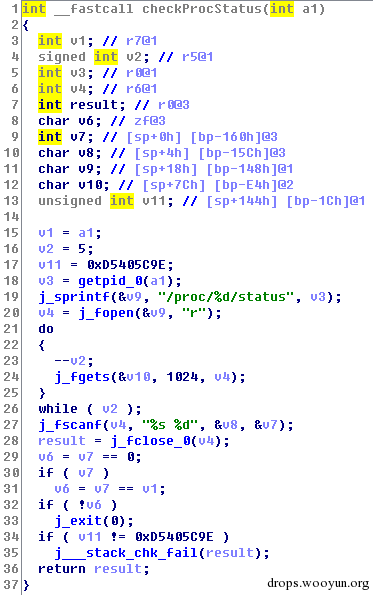 1 int __fastcall checkProcStatus(int a1)
2 {
3 int v1; // r7@1
4 signed int v2; // r5@1
5 int v3; // r0@1
6 int v4; // r6@1
7 int result; // r0@3
8 char v6; // zf@3
9 int v7; // [sp+0h] [bp-160h]@3
10 char v8; // [sp+4h] [bp-15Ch]@3
11 char v9; // [sp+18h] [bp-148h]@1
12 char v10; // [sp+7Ch] [bp-E4h]@2
13 unsigned int v11; // [sp+144h] [bp-1Ch]@1
14
15 v1 = a1;
16 v2 = 5;
17 v11 = 0xD5405C9E;
18 v3 = getpid_0(a1);
19 j_sprintf(&v9, "/proc/%d/status", v3);
20 v4 = j_fopen(&v9, "r");
21 do
22 {
23 --v2;
24 j_fgets(&v10, 1024, v4);
25 }
26 while ( v2 );
27 j_fscanf(v4, "%s %d", &v8, &v7);
28 result = j_fclose_0(v4);
29 v6 = v7 == 0;
30 if ( v7 )
31 v6 = v7 == v1;
32 if ( !v6 )
33 j_exit(0);
34 if ( v11 != 0xD5405C9E )
35 j___stack_chk_fail(result);
36 return result;
37 }
drops.wooyun.org